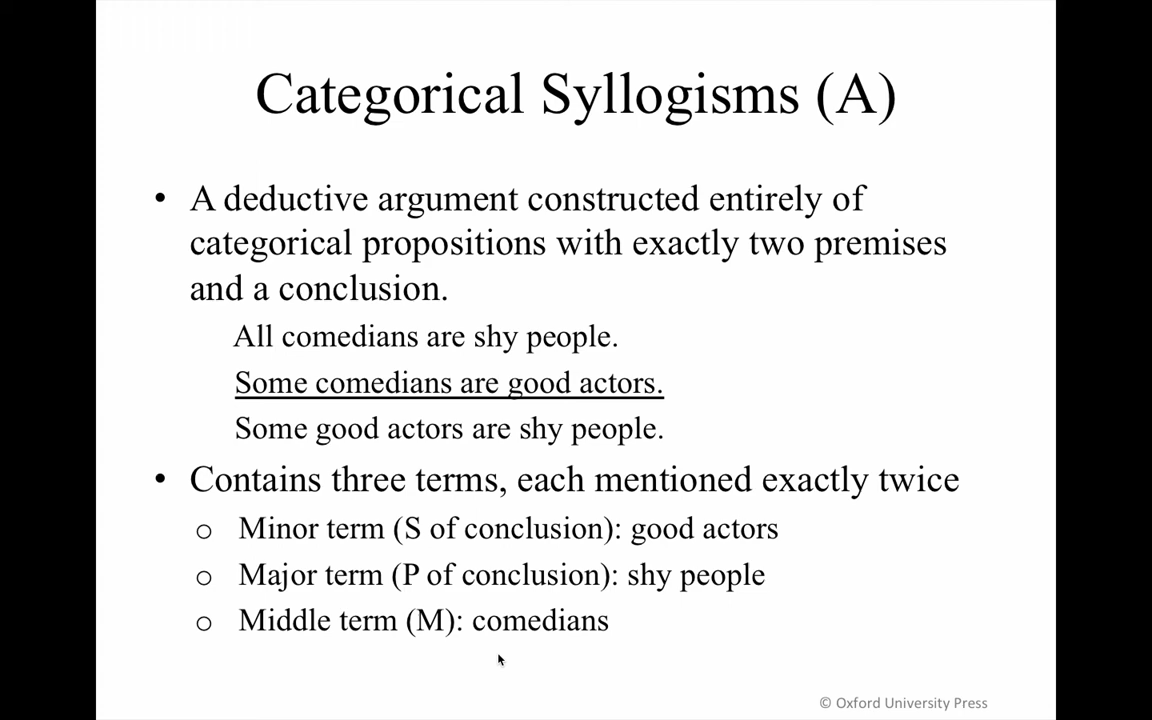 Categorical Syllogisms (A)
• A deductive argument constructed entirely of
categorical propositions with exactly two premises
and a conclusion.
All comedians are shy people.
Some comedians are good actors.
Some good actors are shy people.
• Contains three terms, each mentioned exactly twice
o Minor term (S of conclusion): good actors
o Major term (P of conclusion): shy people
o Middle term (M): comedians
© Oxford University Press